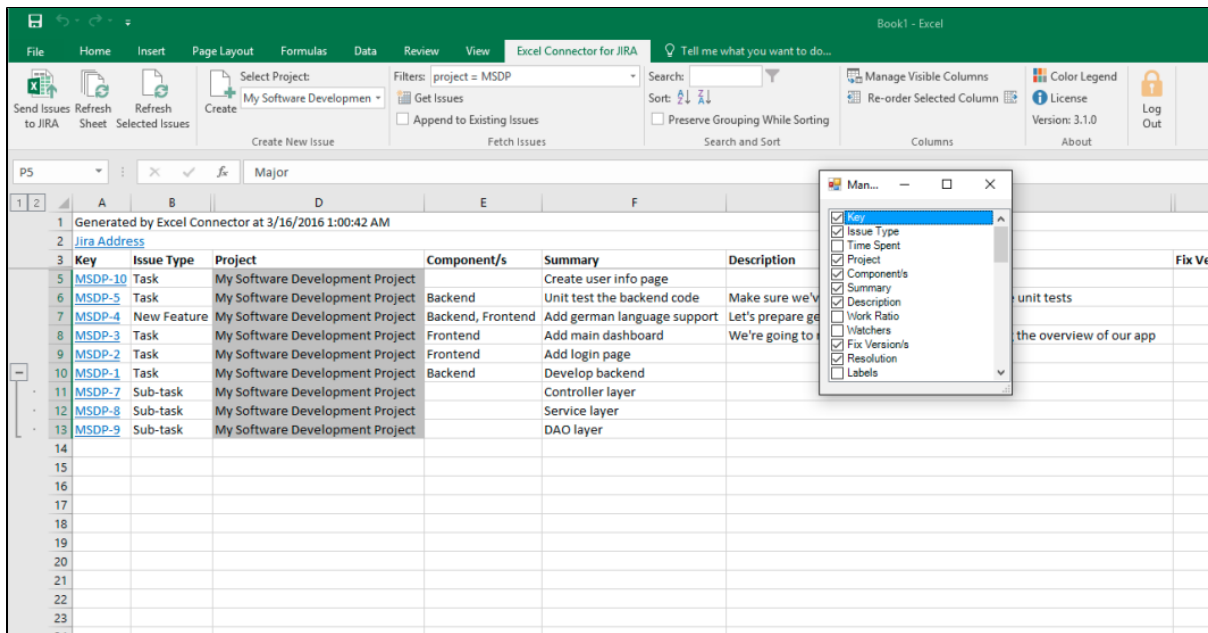 Book1 - Excel
File Home Insert Page Layout Formulas Data Review View Excel Connector for JIRA Tell me what you want to do...
Send Issues to JIRA
Refresh Sheet
Refresh Selected Issues
Create
Select Project:
My Software Developmen
Create New Issue
Filters: project = MSDP
Get Issues
Append to Existing Issues
Fetch Issues
Search:
Sort:
Preserve Grouping While Sorting
Search and Sort
Manage Visible Columns
Re-order Selected Column
Columns
Color Legend
License
Version: 3.1.0
About
Log Out
P5 fx Major
1 2 A B D E F
1 Generated by Excel Connector at 3/16/2016 1:00:42 AM
2 Jira Address
3 Key Issue Type Project Component/s Summary Description Fix Ve
5 MSDP-10 Task My Software Development Project Create user info page
6 MSDP-5 Task My Software Development Project Backend Unit test the backend code Make sure we'v unit tests
7 MSDP-4 New Feature My Software Development Project Backend, Frontend Add german language support Let's prepare ge
8 MSDP-3 Task My Software Development Project Frontend Add main dashboard We're going to the overview of our app
9 MSDP-2 Task My Software Development Project Frontend Add login page
10 MSDP-1 Task My Software Development Project Backend Develop backend
11 MSDP-7 Sub-task My Software Development Project Controller layer
12 MSDP-8 Sub-task My Software Development Project Service layer
13 MSDP-9 Sub-task My Software Development Project DAO layer
14
15
16
17
18
19
20
21
22
23
Man...
Key
Issue Type
Time Spent
Project
Component/s
Summary
Description
Work Ratio
Watchers
Fix Version/s
Resolution
Labels